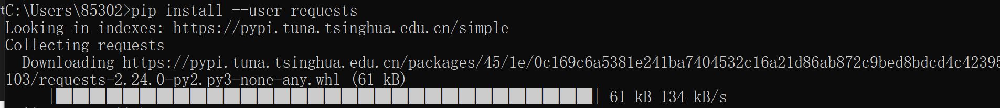 C:\Users\85302>pip install --user requests
Looking in indexes: https://pypi.tuna.tsinghua.edu.cn/simple
Collecting requests
  Downloading https://pypi.tuna.tsinghua.edu.cn/packages/45/1e/0c169c6a5381e241ba7404532c16a21d86ab872c9bed8bdcd4c42395
103/requests-2.24.0-py2.py3-none-any.whl (61 kB)
61 kB 134 kB/s